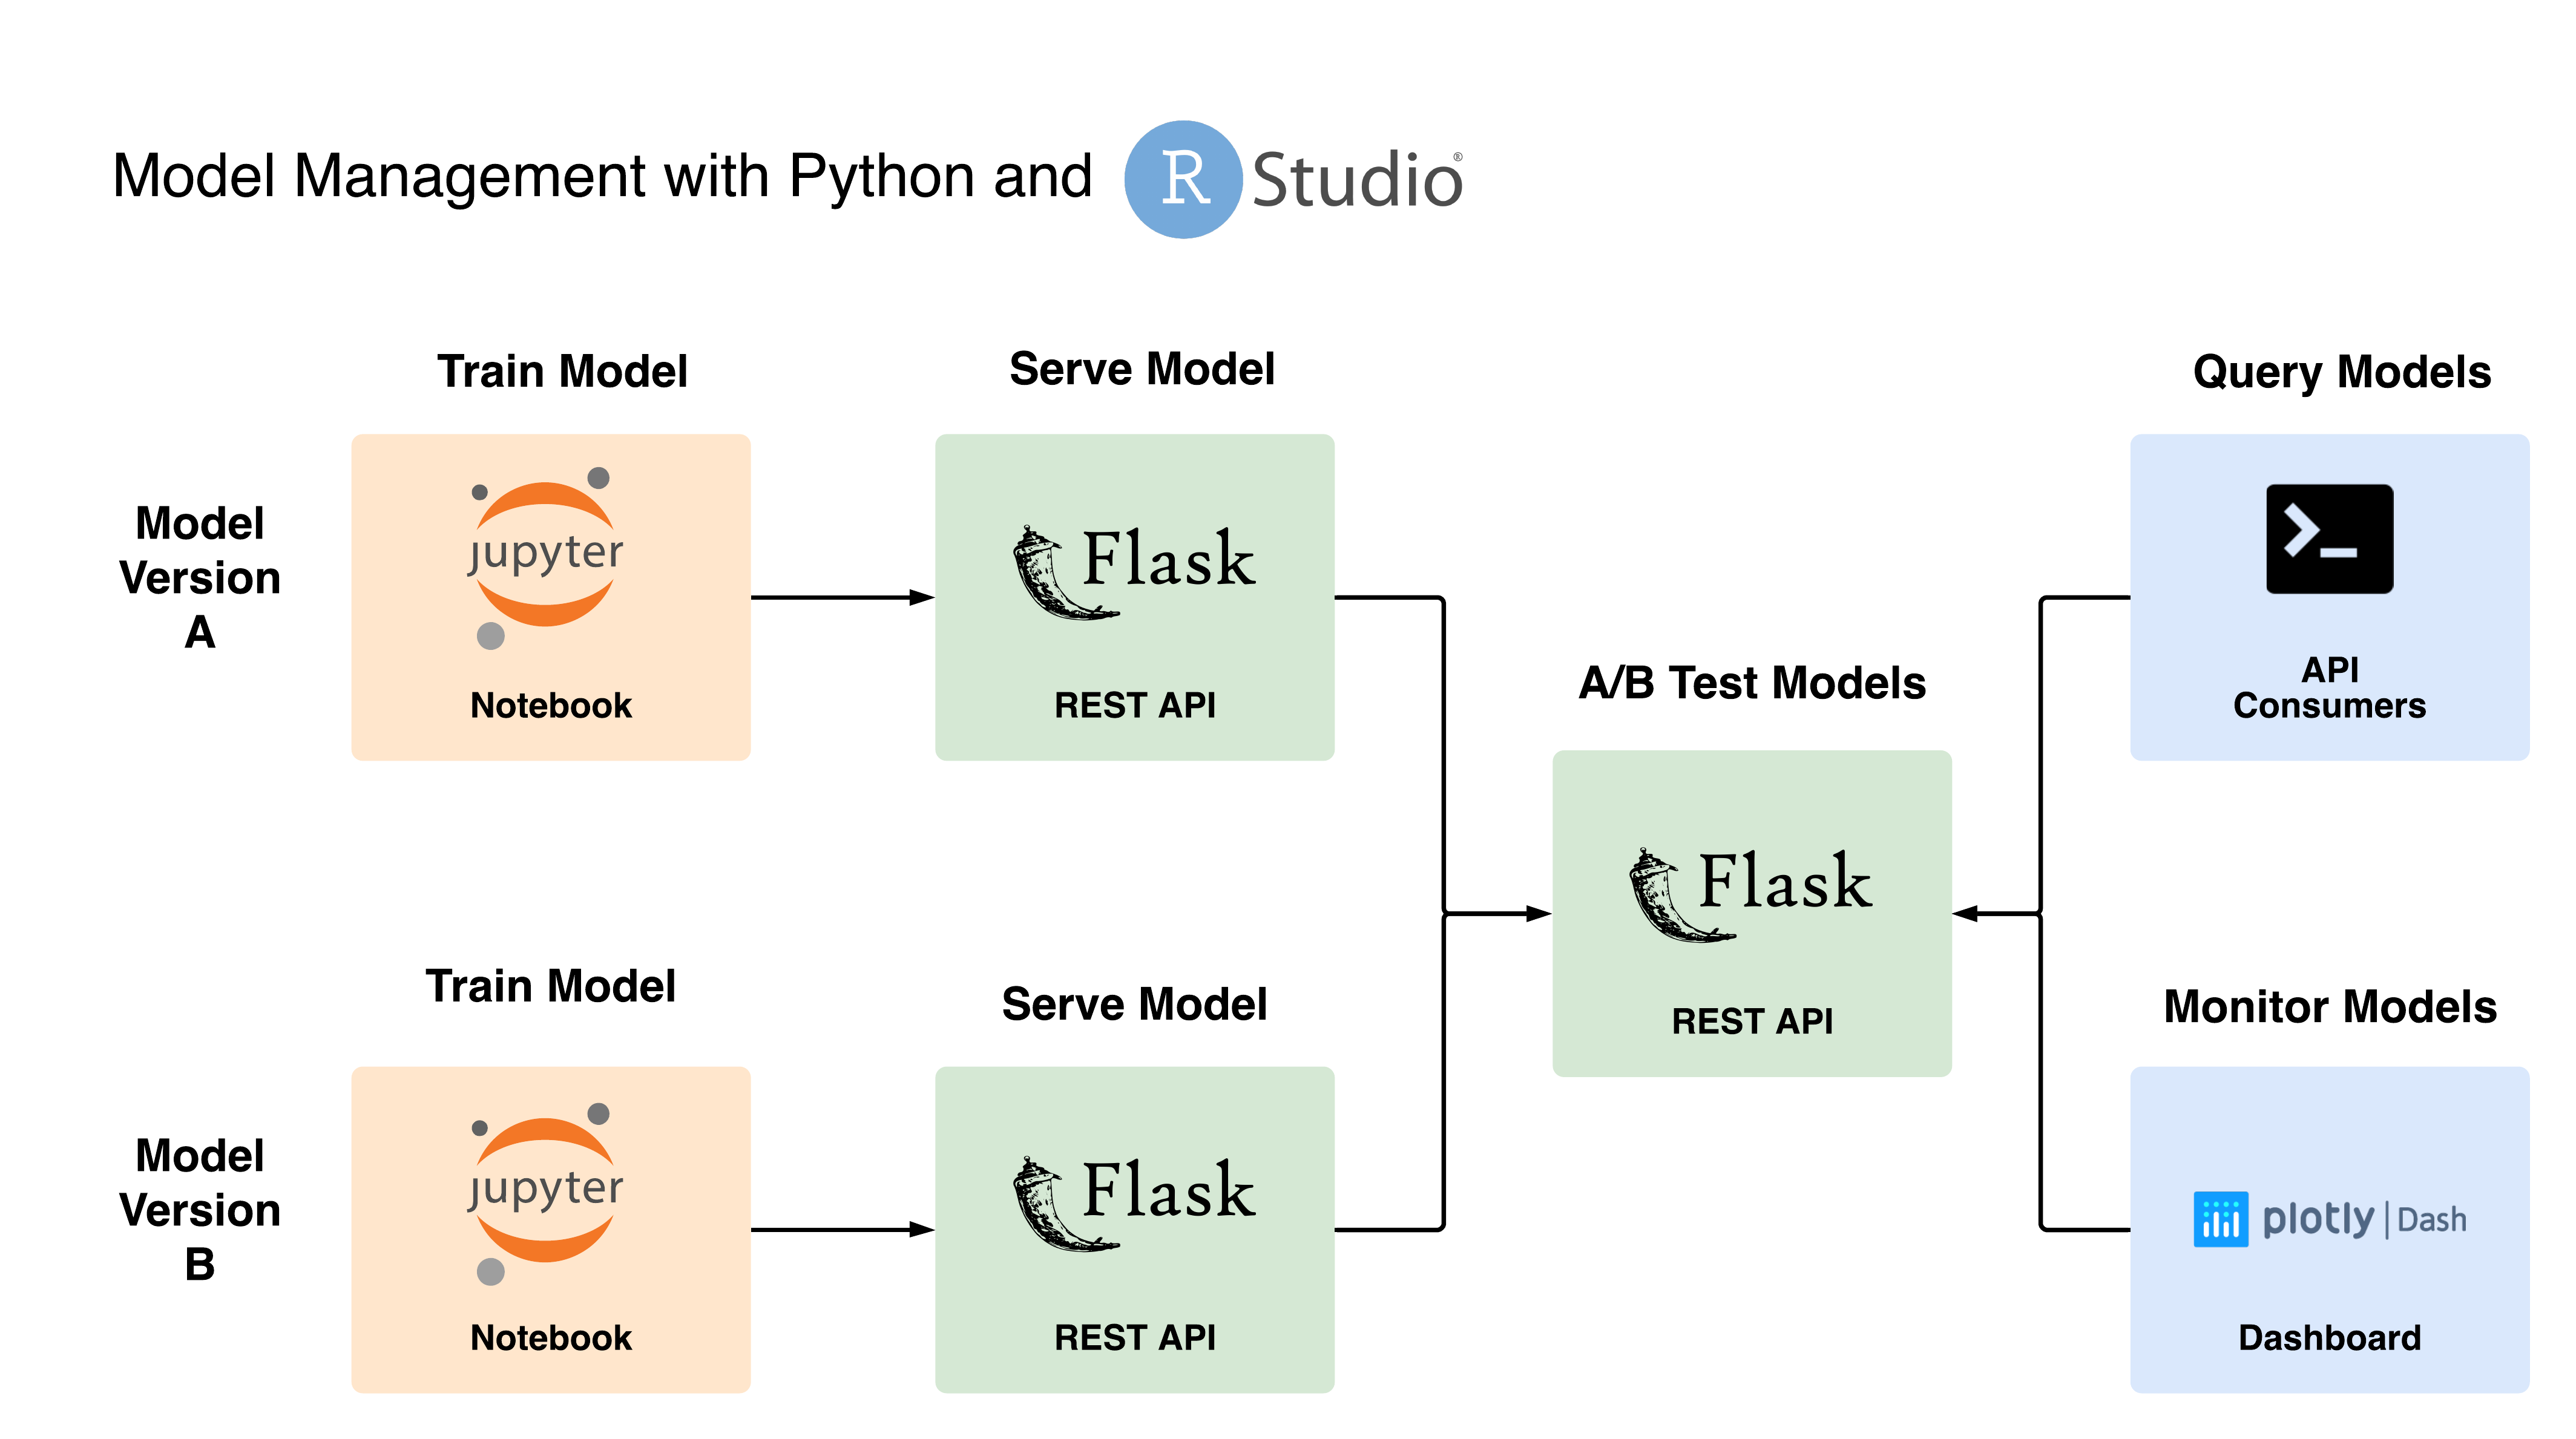 Model Management with Python and R Studio®
Train Model
Serve Model
Query Models
Model
Version
A
jupyter
Notebook
Flask
REST API
>_
API
Consumers
A/B Test Models
Flask
REST API
Train Model
Serve Model
Monitor Models
Model
Version
B
jupyter
Notebook
Flask
REST API
plotly | Dash
Dashboard